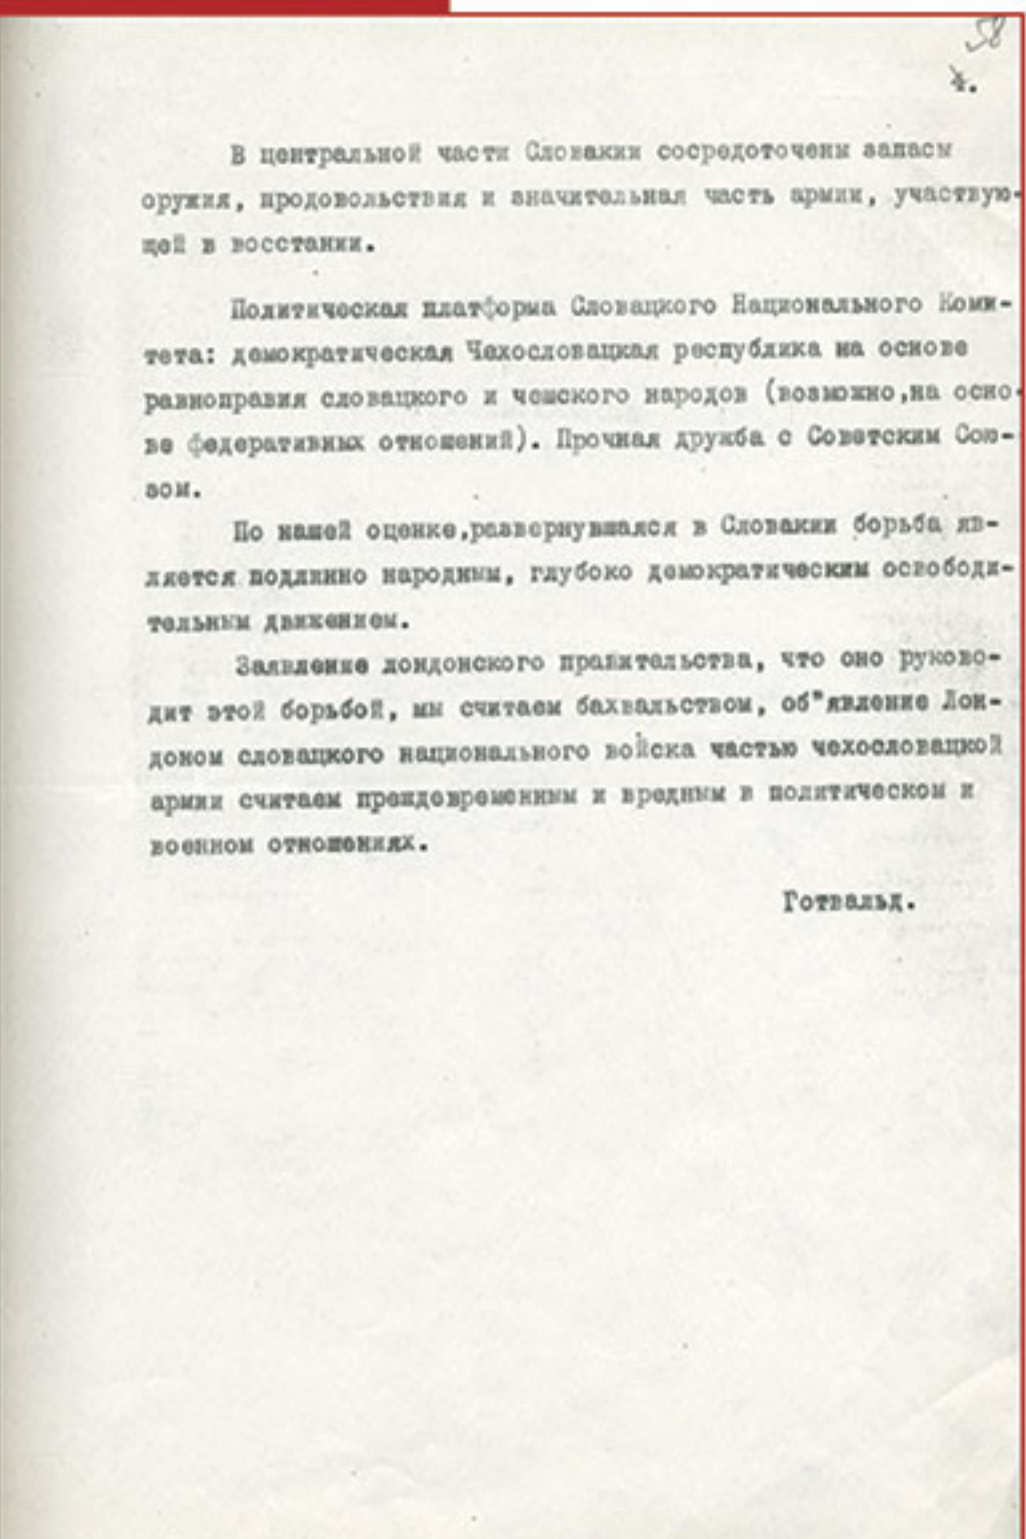 58
4.
В центральной части Словакии сосредоточены запасы
оружия, продовольствия и значительная часть армии, участвую-
щей в восстании.
Политическая платформа Словацкого Национального Коми-
тета: демократическая Чехословацкая республика на основе
равноправия словацкого и чешского народов (возможно,на осно-
ве федеративных отношений). Прочная дружба с Советским Сою-
зом.
По нашей оценке,развернувшаяся в Словакии борьба яв-
ляется подлинно народным, глубоко демократическим освободи-
тельным движением.
Заявление лондонского правительства, что оно руково-
дит этой борьбой, мы считаем бахвальством, об"явление Лон-
доном словацкого национального войска частью чехословацкой
армии считаем преждевременным и вредным в политическом и
военном отношениях.
Готвальд.